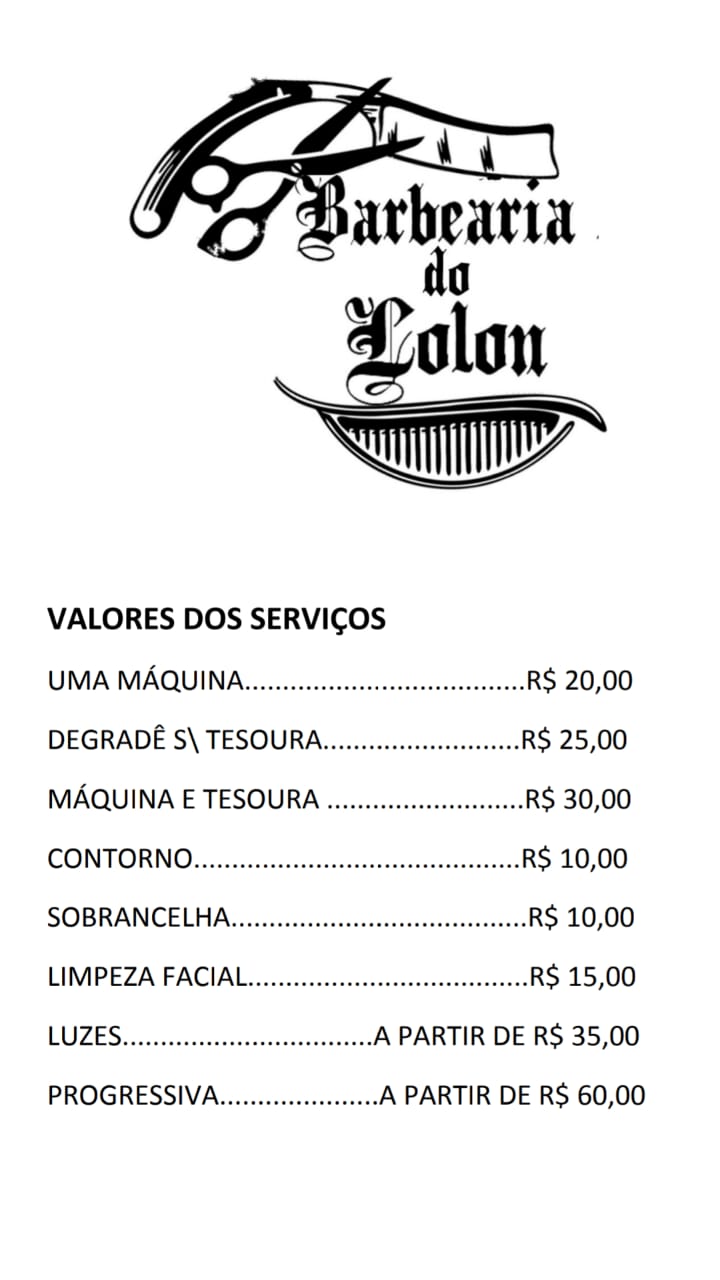 Barbearia
do
Lolon
VALORES DOS SERVIÇOS
UMA MÁQUINA.....................................R$ 20,00
DEGRADÊ S\ TESOURA..........................R$ 25,00
MÁQUINA E TESOURA ..........................R$ 30,00
CONTORNO...........................................R$ 10,00
SOBRANCELHA.......................................R$ 10,00
LIMPEZA FACIAL.....................................R$ 15,00
LUZES.................................A PARTIR DE R$ 35,00
PROGRESSIVA.....................A PARTIR DE R$ 60,00